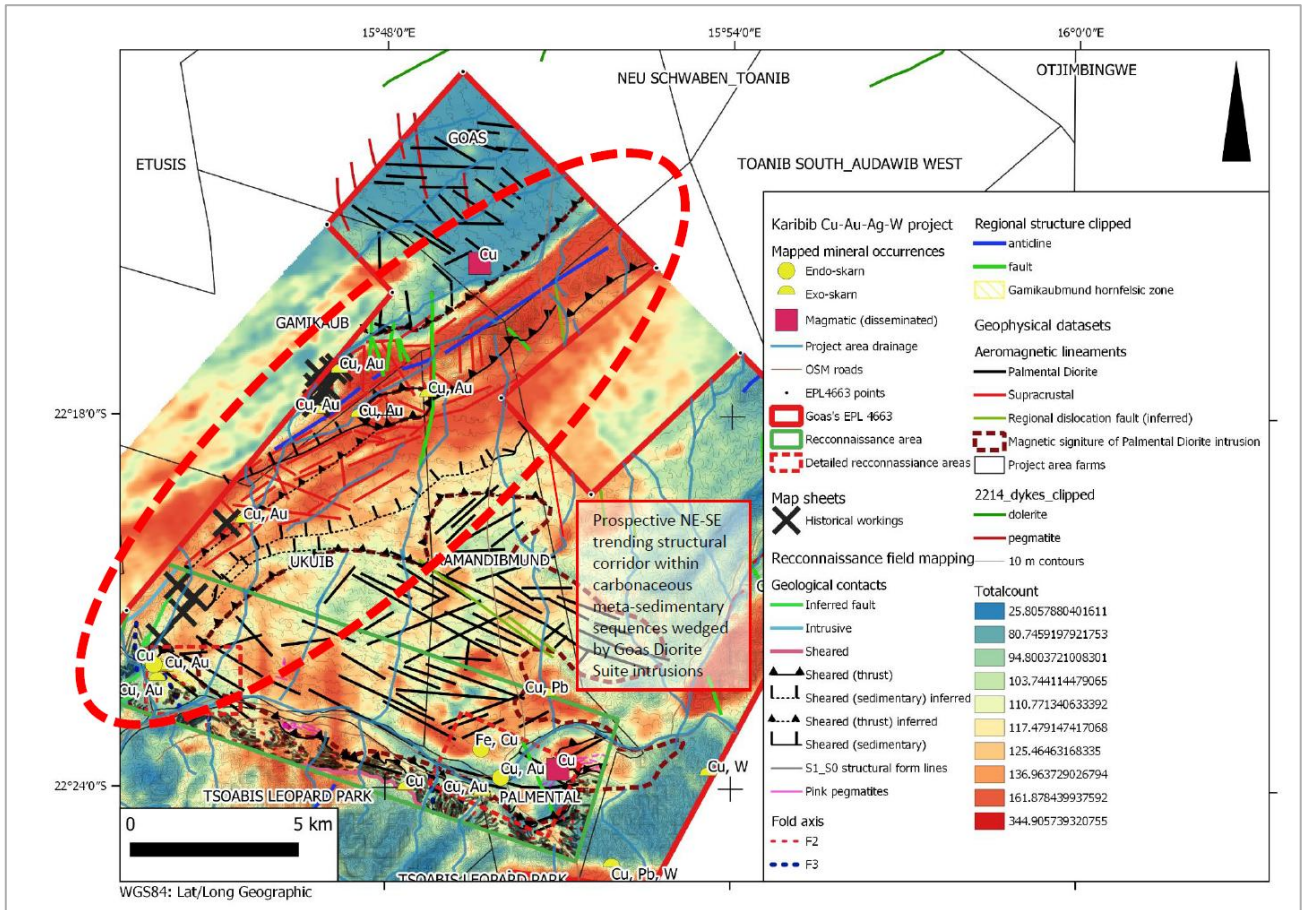 15°48'0"E
15°54'0"E
16°0'0"E
NEU SCHWABEN_TOANIB
OTJIMBINGWE
GOAS
ETUSIS
TOANIB SOUTH_AUDAWIB WEST
Cu
GAMIKAUB
Cu, Au
Cu, Au
Cu, Au
Cu, Au
22°18'0"S
Cu, Au
UKUIB
KAMANDIBMUND
Prospective NE-SE
trending structural
corridor within
carbonaceous
meta-sedimentary
sequences wedged
by Goas Diorite
Suite intrusions
Cu
Cu, Au
Cu, Au
Cu, Pb
Fe, Cu
Cu
Cu, Au
Cu, W
Cu
Cu, Au
22°24'0"S
TSOABIS LEOPARD PARK
PALMENTAL
Cu, Pb, W
TSOABIS LEOPARD PARK
0
5 km
WGS84: Lat/Long Geographic
Karibib Cu-Au-Ag-W project
Mapped mineral occurrences
Endo-skarn
Exo-skarn
Magmatic (disseminated)
Project area drainage
OSM roads
EPL4663 points
Goas's EPL 4663
Recconnaissance area
Detailed recconnaissiance areas
Map sheets
Historical workings
Recconnaissance field mapping
Geological contacts
Inferred fault
Intrusive
Sheared
Sheared (thrust)
Sheared (sedimentary) inferred
Sheared (thrust) inferred
Sheared (sedimentary)
S1_S0 structural form lines
Pink pegmatites
Fold axis
F2
F3
Regional structure clipped
anticline
fault
Gamikaubmund hornfelsic zone
Geophysical datasets
Aeromagnetic lineaments
Palmental Diorite
Supracrustal
Regional dislocation fault (inferred)
Magnetic signiture of Palmental Diorite intrusion
Project area farms
2214_dykes_clipped
dolerite
pegmatite
10 m contours
Totalcount
25.8057880401611
80.7459197921753
94.8003721008301
103.744114479065
110.771340633392
117.479147417068
125.46463168335
136.963729026794
161.878439937592
344.905739320755